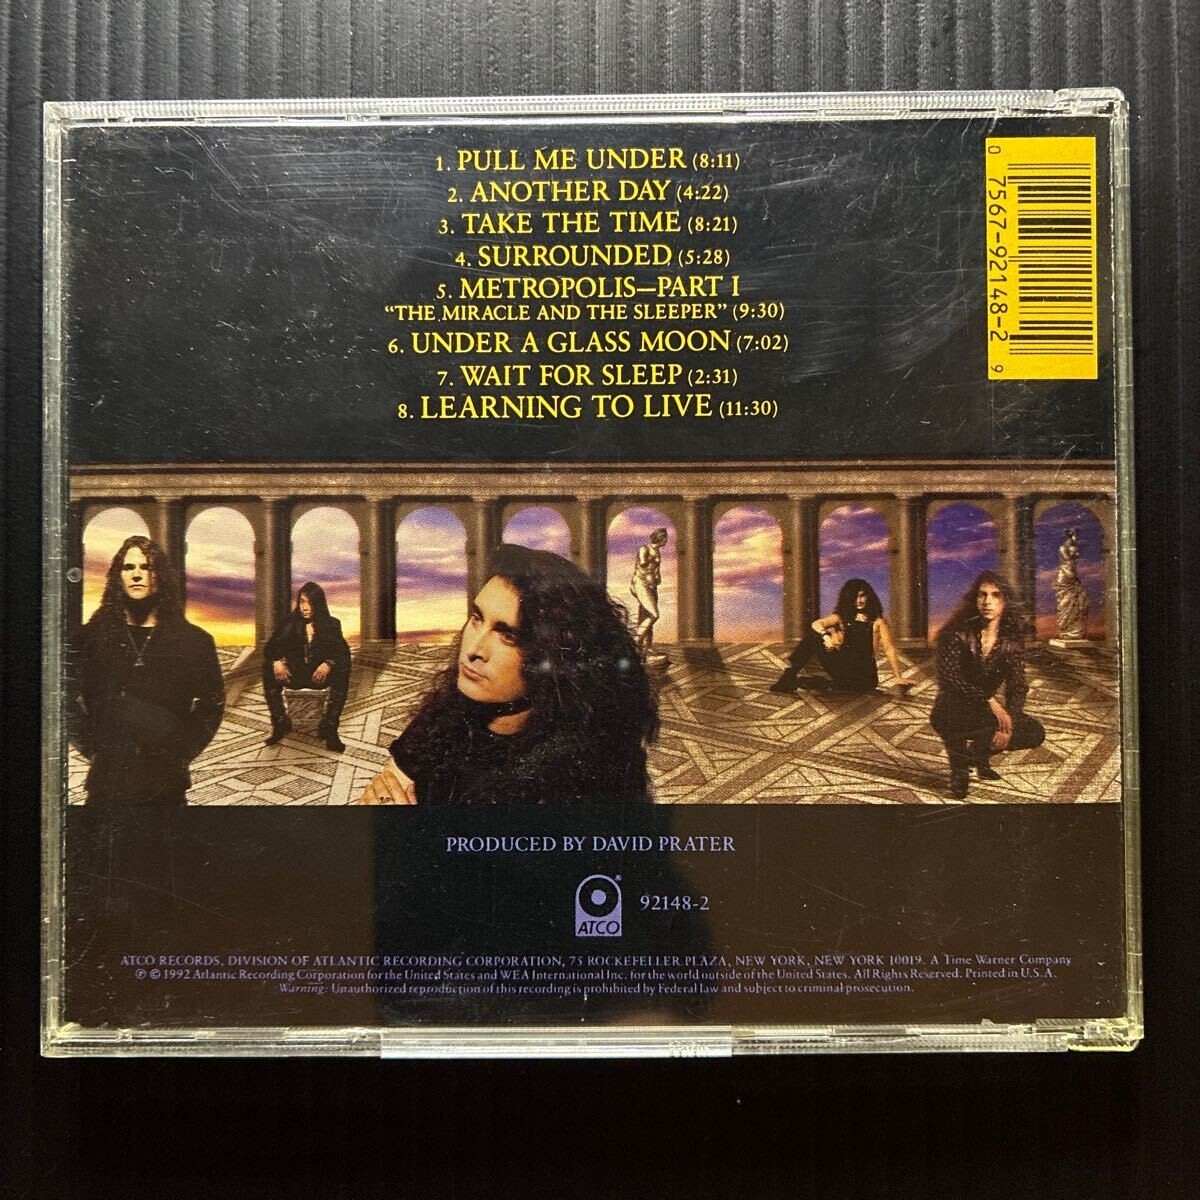 1. PULL ME UNDER (8:11)
2. ANOTHER DAY (4:22)
3. TAKE THE TIME (8:21)
4. SURROUNDED (5:28)
5. METROPOLIS—PART I
"THE MIRACLE AND THE SLEEPER" (9:30)
6. UNDER A GLASS MOON (7:02)
7. WAIT FOR SLEEP (2:31)
8. LEARNING TO LIVE (11:30)
0 7567-92148-2 9
PRODUCED BY DAVID PRATER
ATCO
®
92148-2
ATCO RECORDS, DIVISION OF ATLANTIC RECORDING CORPORATION, 75 ROCKEFELLER PLAZA, NEW YORK, NEW YORK 10019. A Time Warner Company
℗ © 1992 Atlantic Recording Corporation for the United States and WEA International Inc. for the world outside of the United States. All Rights Reserved. Printed in U.S.A.
Warning: Unauthorized reproduction of this recording is prohibited by Federal law and subject to criminal prosecution.